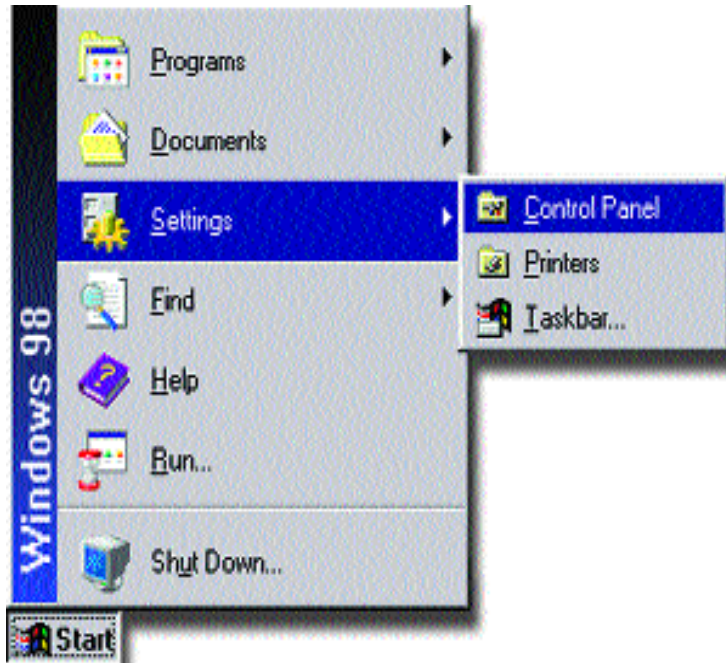 Programs
Documents
Settings
Control Panel
Printers
Taskbar...
Find
Help
Run...
Shut Down...
Windows 98
Start